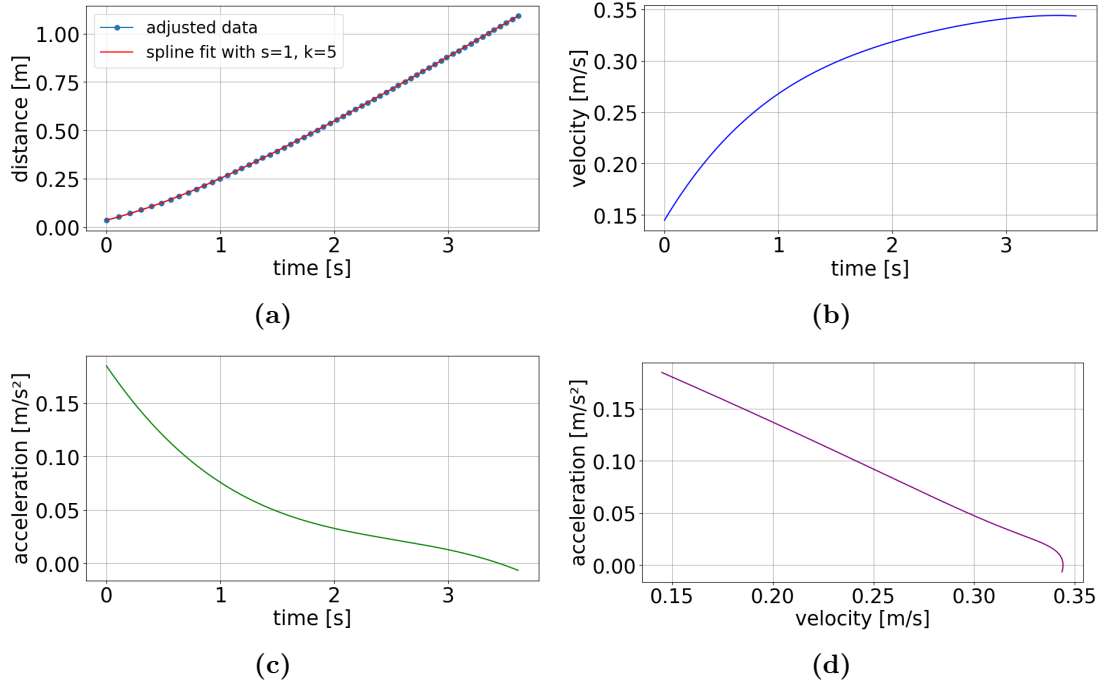 adjusted data
spline fit with s=1, k=5
distance [m]
1.00
0.75
0.50
0.25
0.00
0 1 2 3
time [s]
(a)
velocity [m/s]
0.35
0.30
0.25
0.20
0.15
0 1 2 3
time [s]
(b)
acceleration [m/s²]
0.15
0.10
0.05
0.00
0 1 2 3
time [s]
(c)
acceleration [m/s²]
0.15
0.10
0.05
0.00
0.15 0.20 0.25 0.30 0.35
velocity [m/s]
(d)